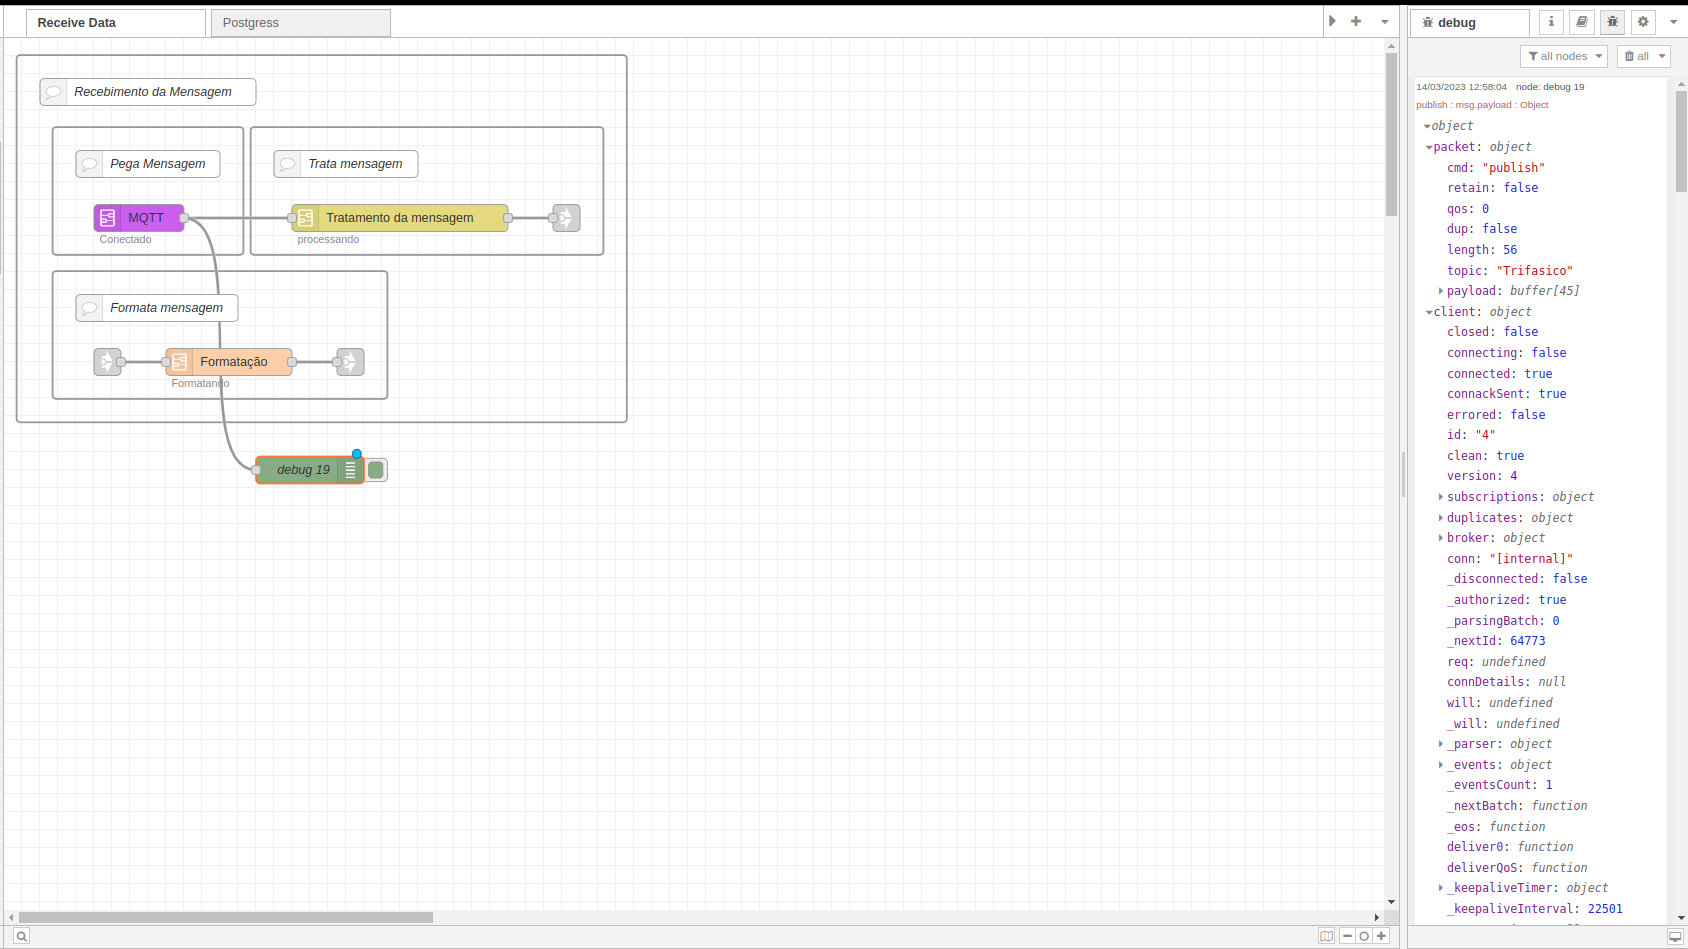 Receive Data
Postgress
Recebimento da Mensagem
Pega Mensagem
Trata mensagem
MQTT
Conectado
Tratamento da mensagem
processando
Formata mensagem
Formatação
Formatando
debug 19
debug
all nodes
all
14/03/2023 12:58:04 node: debug 19
publish : msg.payload : Object
object
packet: object
cmd: "publish"
retain: false
qos: 0
dup: false
length: 56
topic: "Trifasico"
payload: buffer[45]
client: object
closed: false
connecting: false
connected: true
connackSent: true
errored: false
id: "4"
clean: true
version: 4
subscriptions: object
duplicates: object
broker: object
conn: "[internal]"
_disconnected: false
_authorized: true
_parsingBatch: 0
_nextId: 64773
req: undefined
connDetails: null
will: undefined
_will: undefined
_parser: object
_events: object
_eventsCount: 1
_nextBatch: function
_eos: function
deliver0: function
deliverQoS: function
_keepaliveTimer: object
_keepaliveInterval: 22501